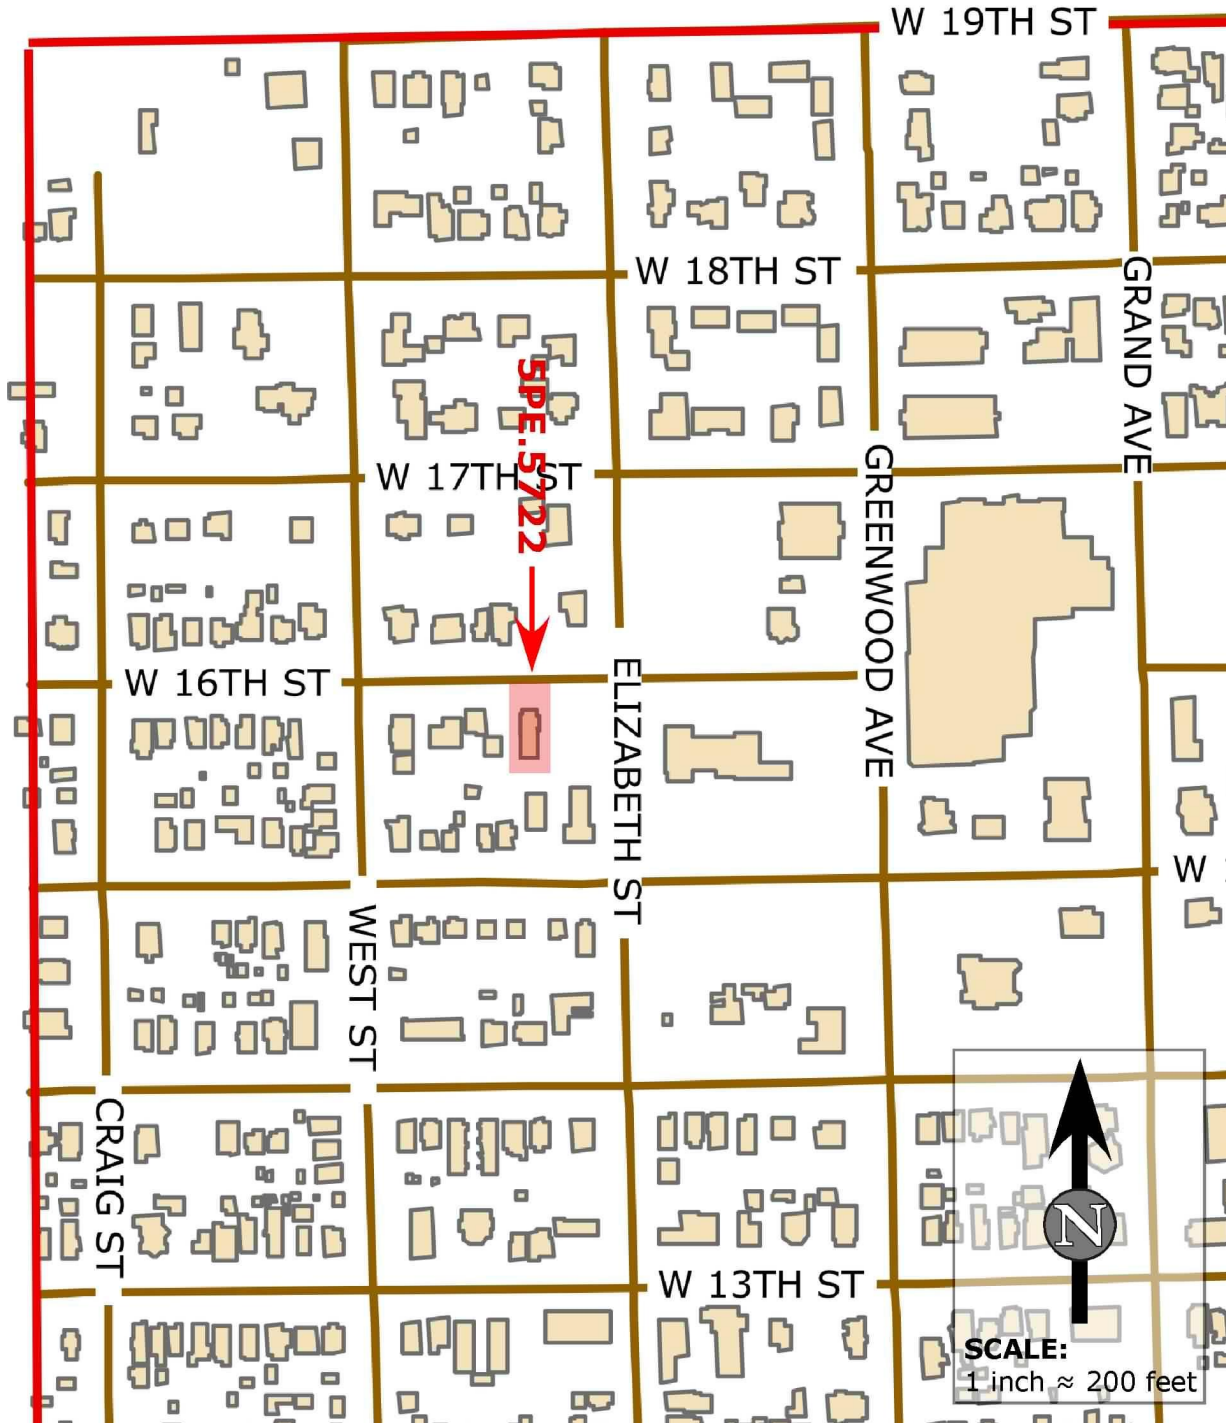 W 19TH ST
W 18TH ST
GRAND AVE
5PE.5722
W 17TH ST
GREENWOOD AVE
W 16TH ST
ELIZABETH ST
W
WEST ST
CRAIG ST
N
W 13TH ST
SCALE:
1 inch ≈ 200 feet